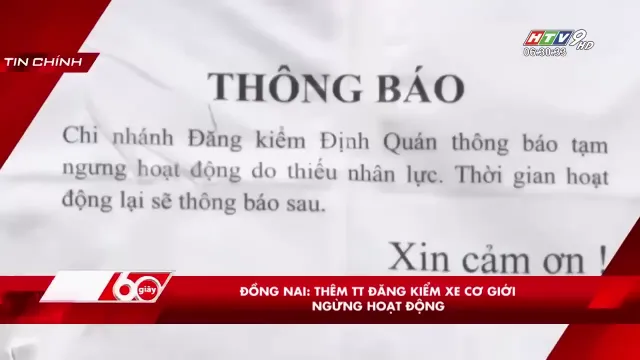 TIN CHÍNH
HTV9 HD
06:30:33
THÔNG BÁO
Chi nhánh Đăng kiểm Định Quán thông báo tạm
ngưng hoạt động do thiếu nhân lực. Thời gian hoạt
động lại sẽ thông báo sau.
Xin cảm ơn !
60 giây
ĐỒNG NAI: THÊM TT ĐĂNG KIỂM XE CƠ GIỚI
NGỪNG HOẠT ĐỘNG